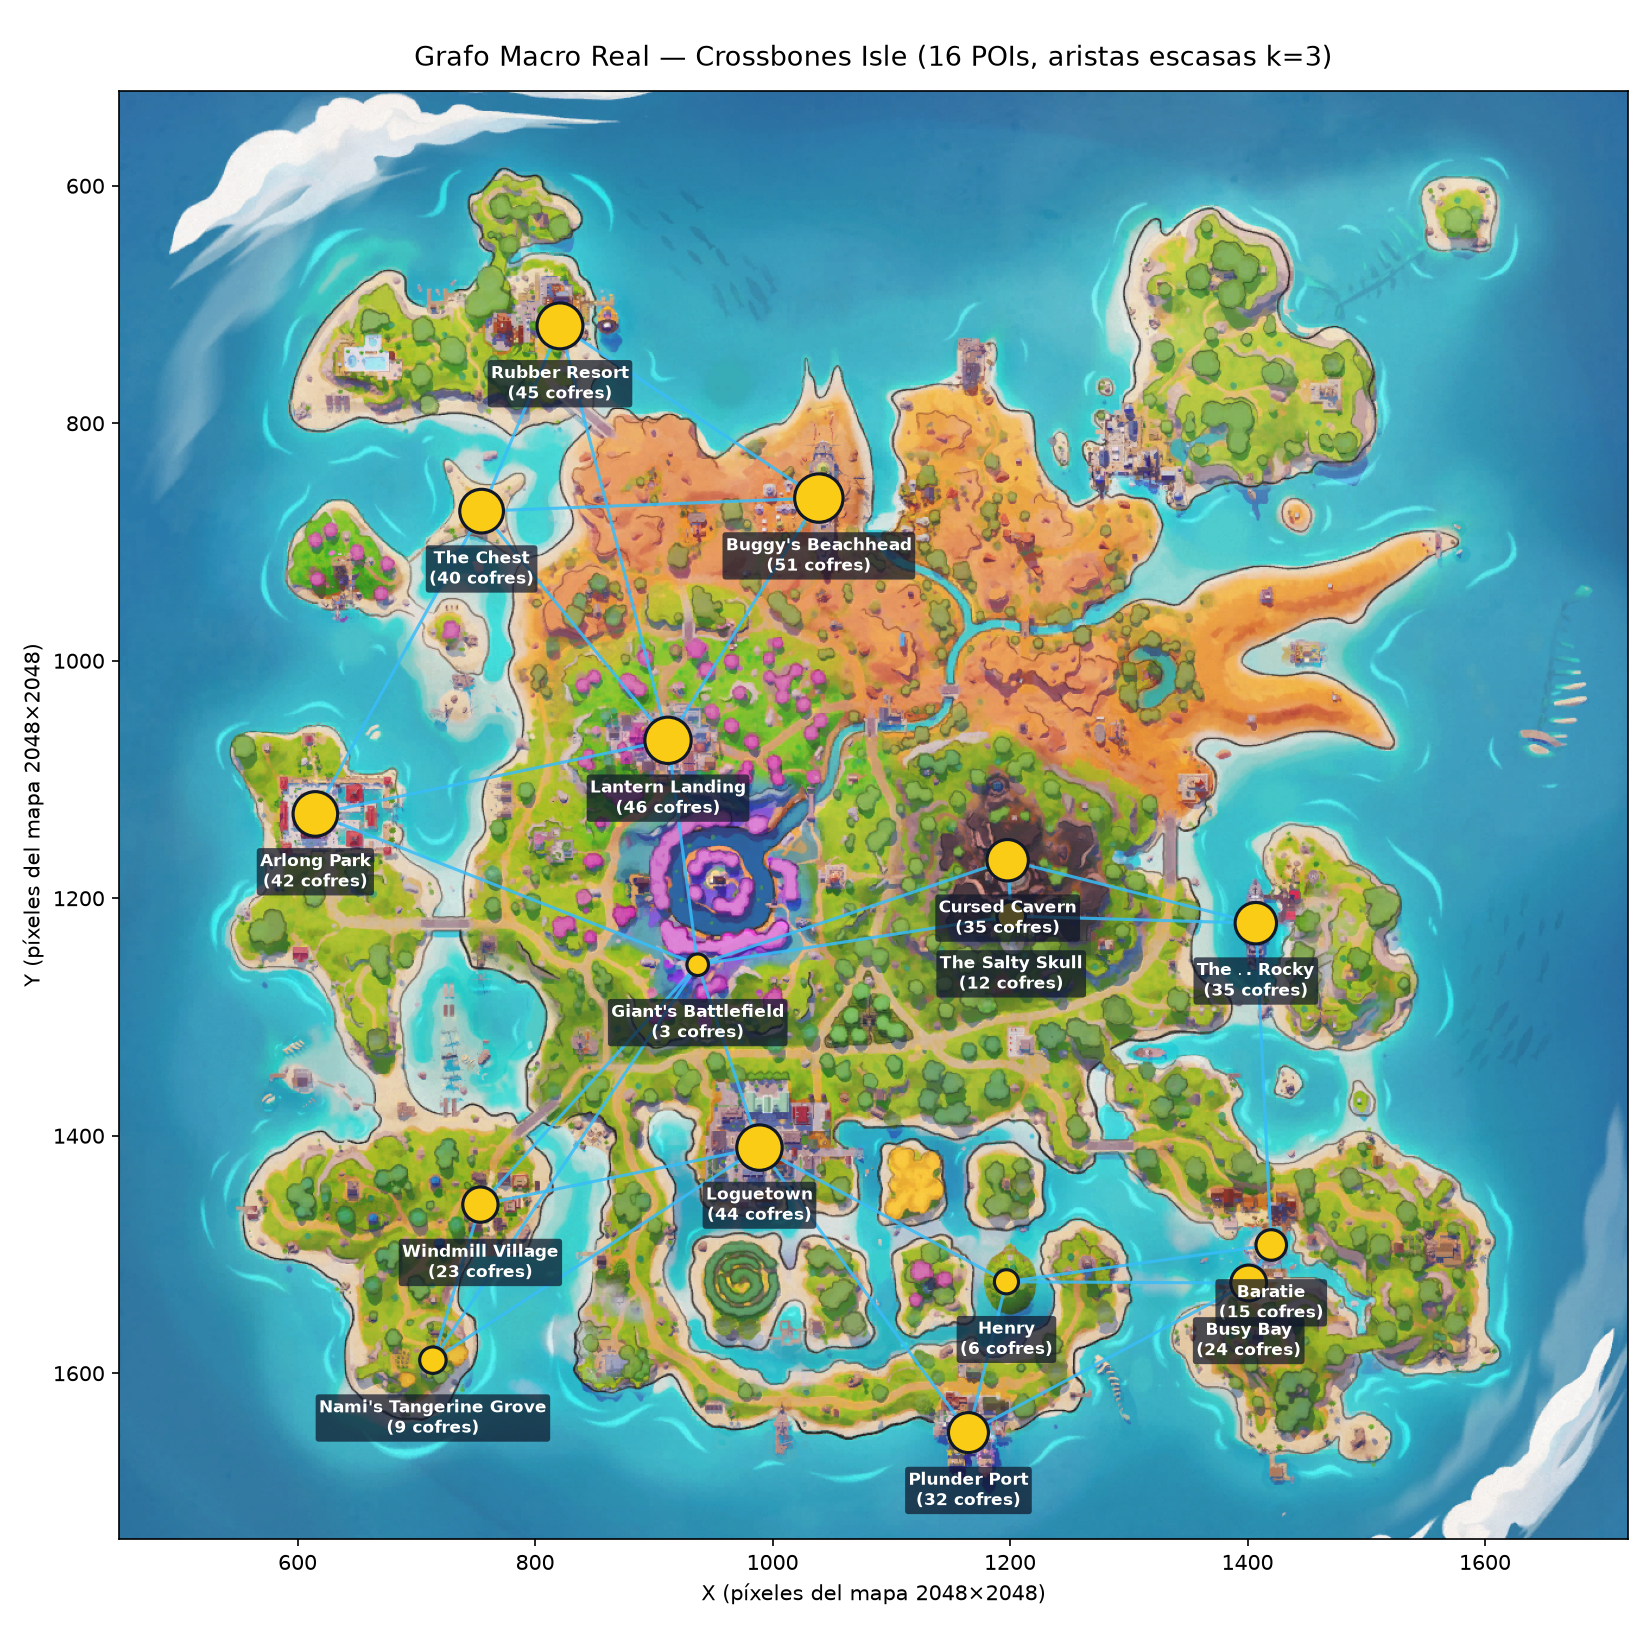 Grafo Macro Real — Crossbones Isle (16 POIs, aristas escasas k=3)
600
800
1000
1200
1400
1600
Y (píxeles del mapa 2048×2048)
Rubber Resort
(45 cofres)
Buggy's Beachhead
(51 cofres)
The Chest
(40 cofres)
Lantern Landing
(46 cofres)
Arlong Park
(42 cofres)
Cursed Cavern
(35 cofres)
The Salty Skull
(12 cofres)
The .. Rocky
(35 cofres)
Giant's Battlefield
(3 cofres)
Loguetown
(44 cofres)
Windmill Village
(23 cofres)
Baratie
(15 cofres)
Busy Bay
(24 cofres)
Henry
(6 cofres)
Nami's Tangerine Grove
(9 cofres)
Plunder Port
(32 cofres)
600
800
1000
1200
1400
1600
X (píxeles del mapa 2048×2048)